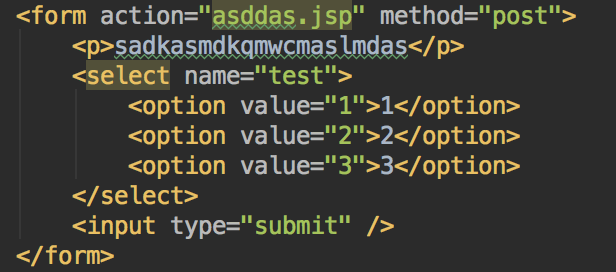 <form action="asddas.jsp" method="post">
<p>sadkasmdkqmwcmaslmdas</p>
<select name="test">
<option value="1">1</option>
<option value="2">2</option>
<option value="3">3</option>
</select>
<input type="submit" />
</form>